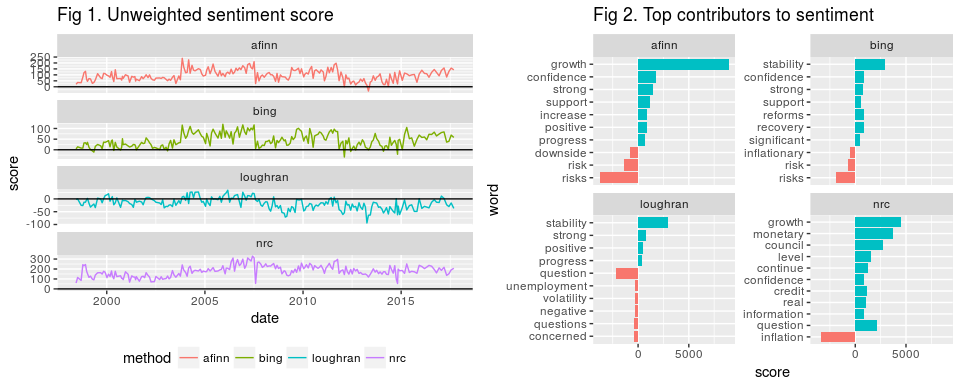 Fig 1. Unweighted sentiment score
afinn
250
200
150
100
50
0
bing
100
50
0
loughran
0
-50
-100
nrc
300
200
100
0
2000 2005 2010 2015
score
date
method afinn bing loughran nrc
Fig 2. Top contributors to sentiment
afinn
growth
confidence
strong
support
increase
positive
progress
downside
risk
risks
bing
stability
confidence
strong
support
reforms
recovery
significant
inflationary
risk
risks
loughran
stability
strong
positive
progress
question
unemployment
volatility
negative
questions
concerned
0 5000
nrc
growth
monetary
council
level
continue
confidence
credit
real
information
question
inflation
0 5000
word
score